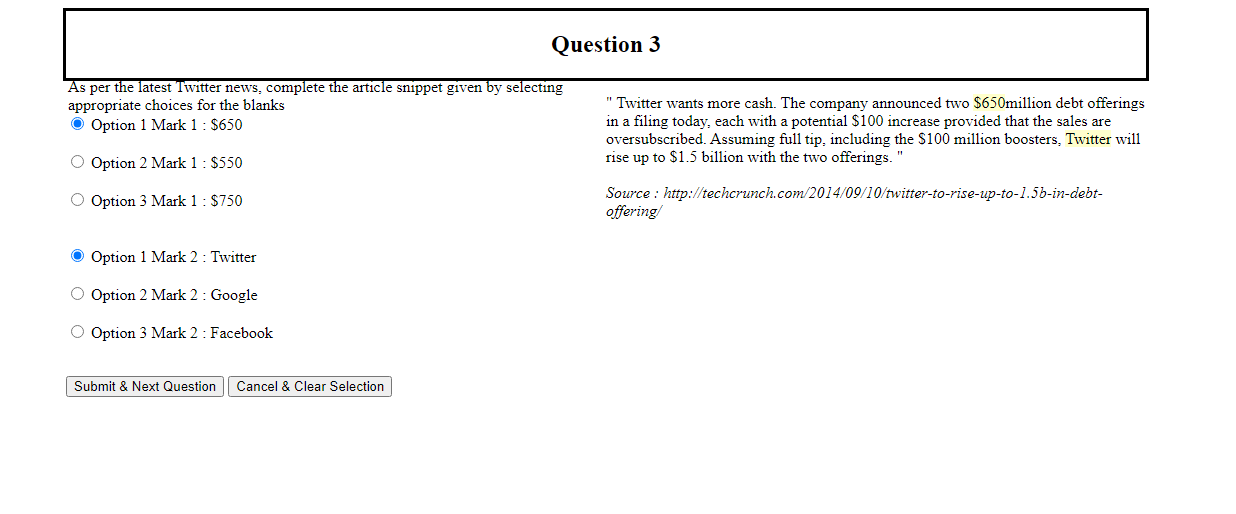 Question 3
As per the latest Twitter news, complete the article snippet given by selecting
appropriate choices for the blanks
Option 1 Mark 1 : $650
Option 2 Mark 1 : $550
Option 3 Mark 1 : $750
Option 1 Mark 2 : Twitter
Option 2 Mark 2 : Google
Option 3 Mark 2 : Facebook
Submit & Next Question Cancel & Clear Selection
" Twitter wants more cash. The company announced two $650million debt offerings
in a filing today, each with a potential $100 increase provided that the sales are
oversubscribed. Assuming full tip, including the $100 million boosters, Twitter will
rise up to $1.5 billion with the two offerings. "
Source : http://techcrunch.com/2014/09/10/twitter-to-rise-up-to-1.5b-in-debt-
offering/